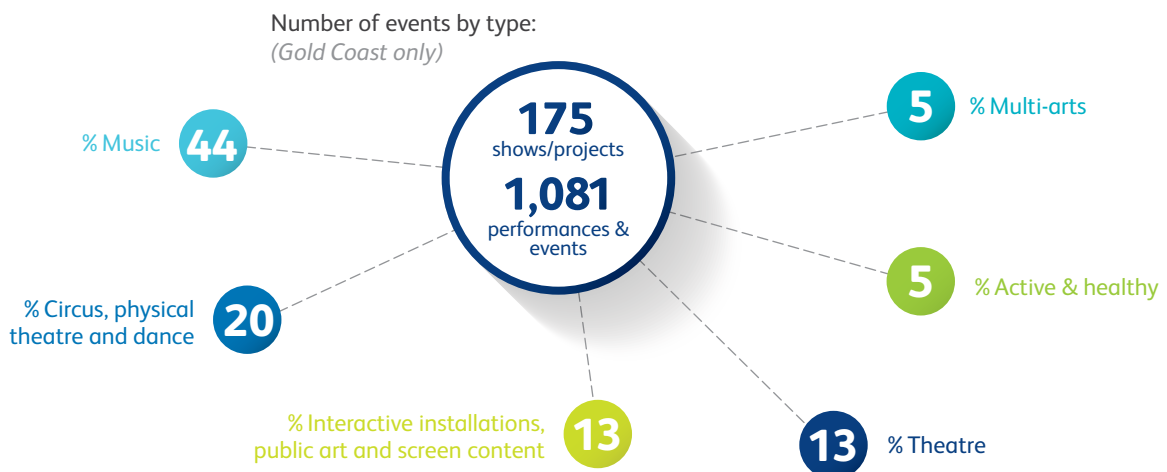 Number of events by type:
(Gold Coast only)
175
shows/projects
1,081
performances &
events
% Music
44
% Circus, physical
theatre and dance
20
% Interactive installations,
public art and screen content
13
13
% Theatre
5
% Active & healthy
5
% Multi-arts